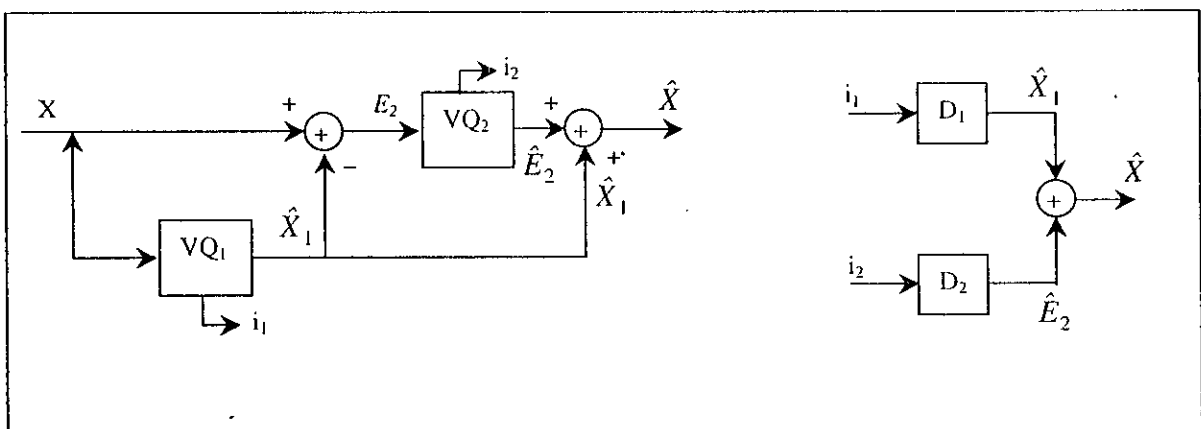 X
+
+
−
E₂
VQ₂
i₂
+
Ê₂
+
+
X̂₁
X̂
VQ₁
X̂₁
i₁
i₁
D₁
X̂₁
+
X̂
i₂
D₂
Ê₂